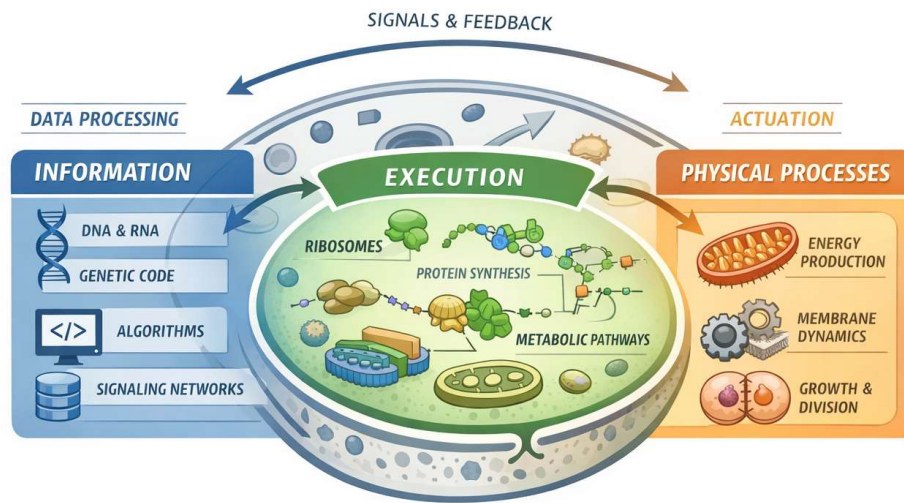 SIGNALS & FEEDBACK
DATA PROCESSING
ACTUATION
INFORMATION
EXECUTION
PHYSICAL PROCESSES
DNA & RNA
GENETIC CODE
</>
ALGORITHMS
SIGNALING NETWORKS
RIBOSOMES
PROTEIN SYNTHESIS
METABOLIC PATHWAYS
ENERGY
PRODUCTION
MEMBRANE
DYNAMICS
GROWTH &
DIVISION